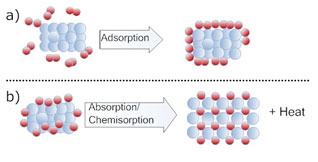 a)
Adsorption
b)
Absorption/
Chemisorption
+ Heat